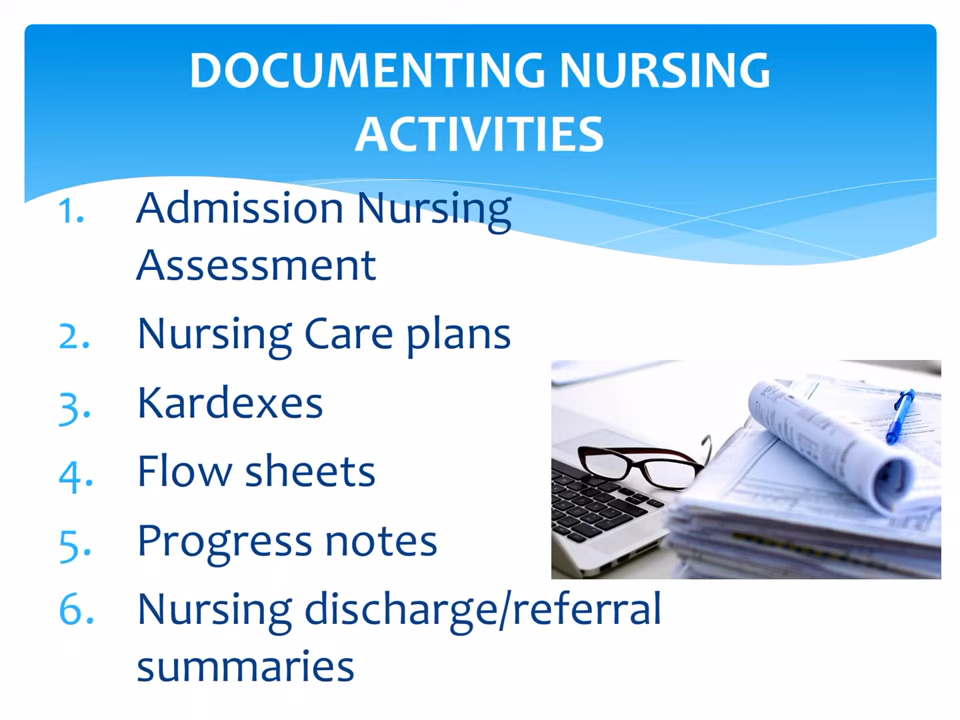 DOCUMENTING NURSING
ACTIVITIES
1. Admission Nursing
Assessment
2. Nursing Care plans
3. Kardexes
4. Flow sheets
5. Progress notes
6. Nursing discharge/referral
summaries